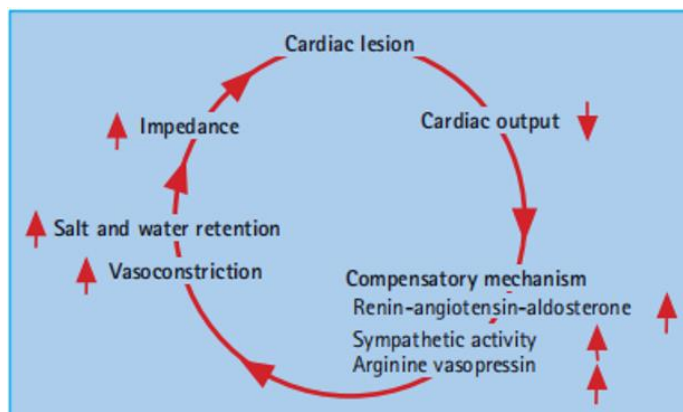 Cardiac lesion
Cardiac output
Compensatory mechanism
Renin-angiotensin-aldosterone
Sympathetic activity
Arginine vasopressin
Vasoconstriction
Salt and water retention
Impedance